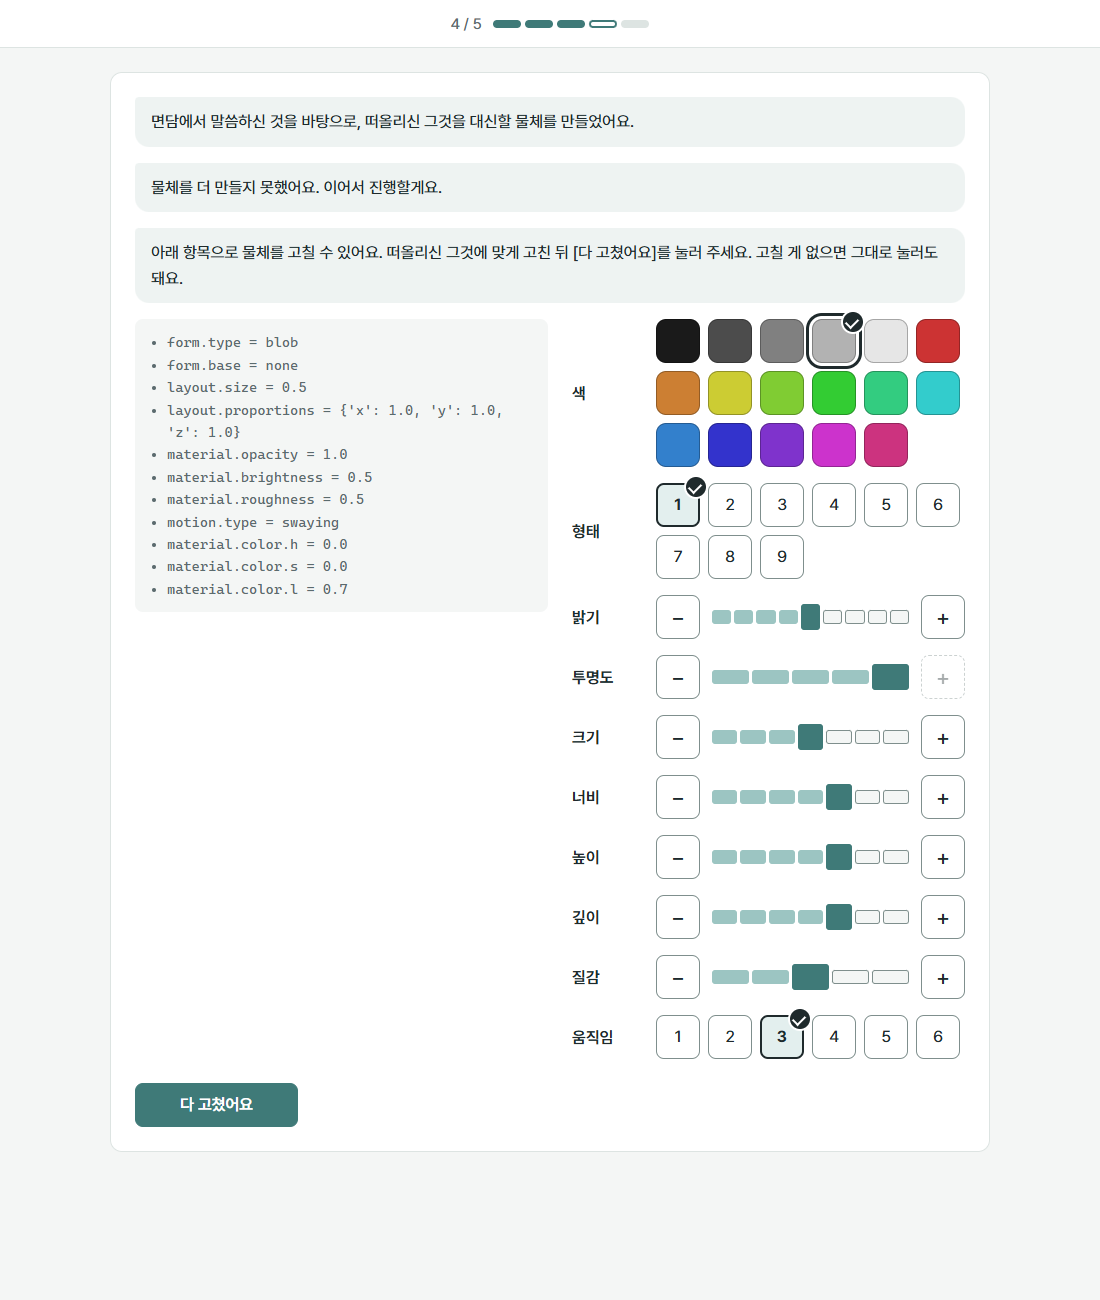 4 / 5
면담에서 말씀하신 것을 바탕으로, 떠올리신 그것을 대신할 물체를 만들었어요.
물체를 더 만들지 못했어요. 이어서 진행할게요.
아래 항목으로 물체를 고칠 수 있어요. 떠올리신 그것에 맞게 고친 뒤 [다 고쳤어요]를 눌러 주세요. 고칠 게 없으면 그대로 눌러도
돼요.
• form.type = blob
• form.base = none
• layout.size = 0.5
• layout.proportions = {'x': 1.0, 'y': 1.0,
'z': 1.0}
• material.opacity = 1.0
• material.brightness = 0.5
• material.roughness = 0.5
• motion.type = swaying
• material.color.h = 0.0
• material.color.s = 0.0
• material.color.l = 0.7
색
형태
1 2 3 4 5 6
7 8 9
밝기 − +
투명도 − +
크기 − +
너비 − +
높이 − +
깊이 − +
질감 − +
움직임 1 2 3 4 5 6
다 고쳤어요